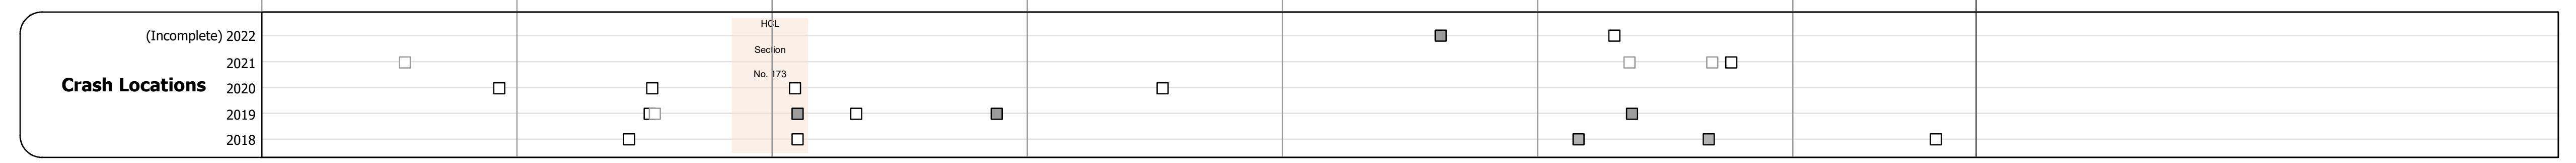 HCL
(Incomplete) 2022
Section
2021
No. 173
Crash Locations
2020
2019
2018